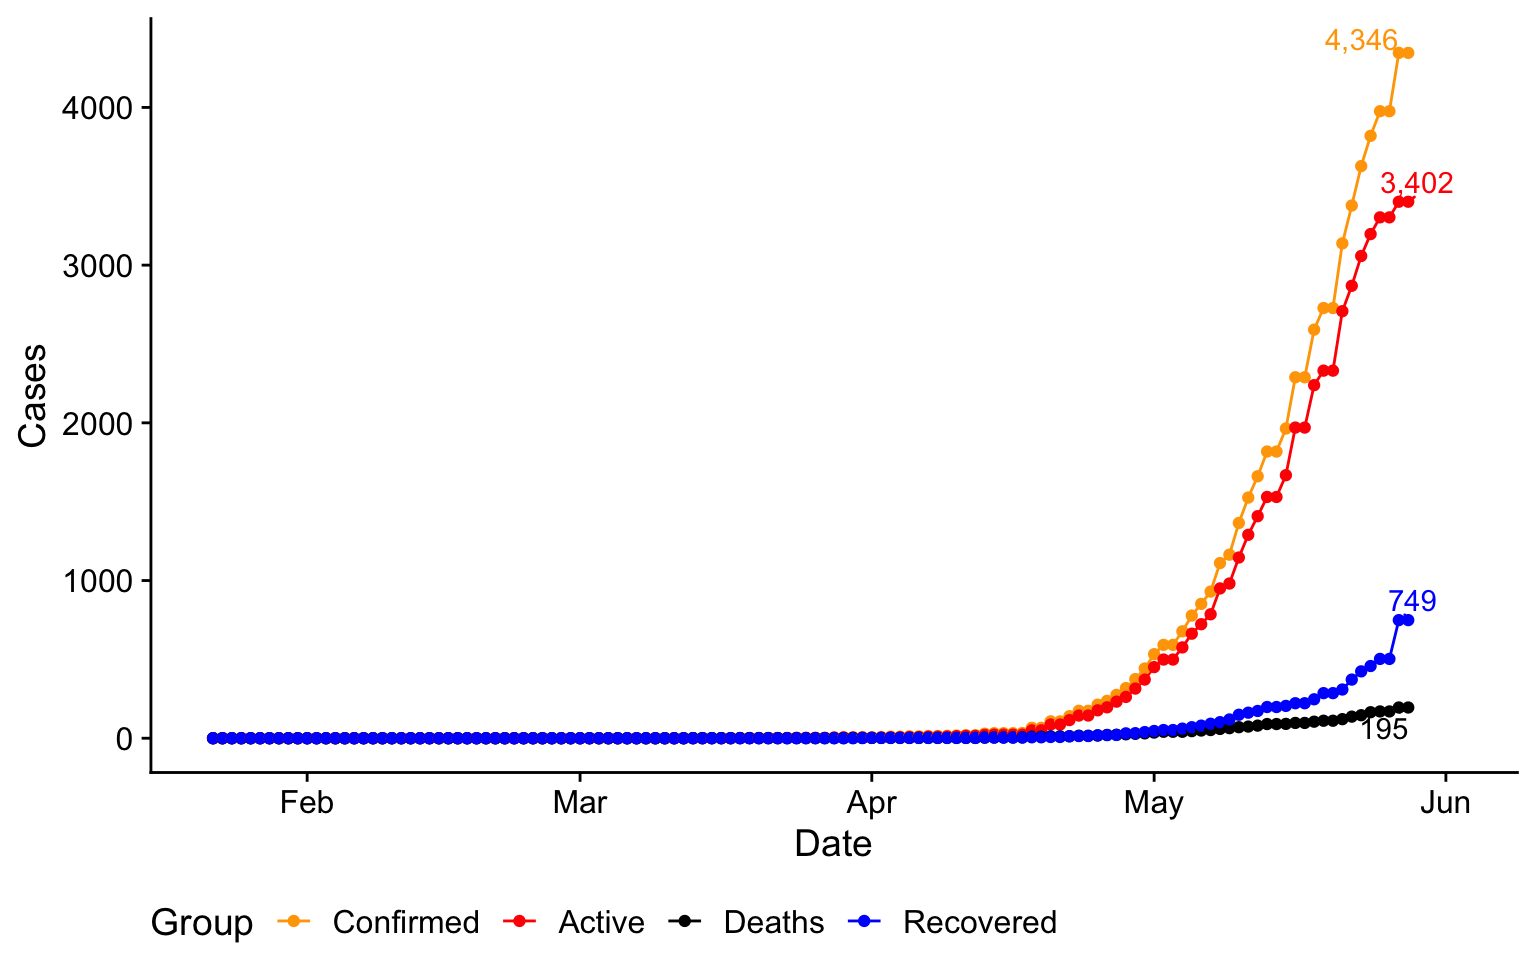 4,346
4000
3,402
3000
Cases
2000
1000
749
195
0
Feb Mar Apr May Jun
Date
Group Confirmed Active Deaths Recovered